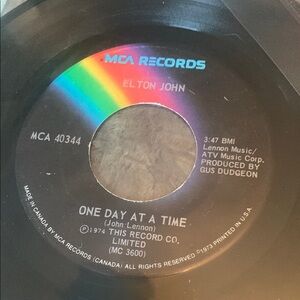 MCA RECORDS
ELTON JOHN
MCA 40344
3:47 BMI
Lennon Music/
ATV Music Corp.
PRODUCED BY
GUS DUDGEON
ONE DAY AT A TIME
(John Lennon)
Ⓟ1974 THIS RECORD CO.
LIMITED
(MC 3600)
MADE IN CANADA BY MCA RECORDS (CANADA) ALL RIGHTS RESERVED ©1973 PRINTED IN U.S.A.